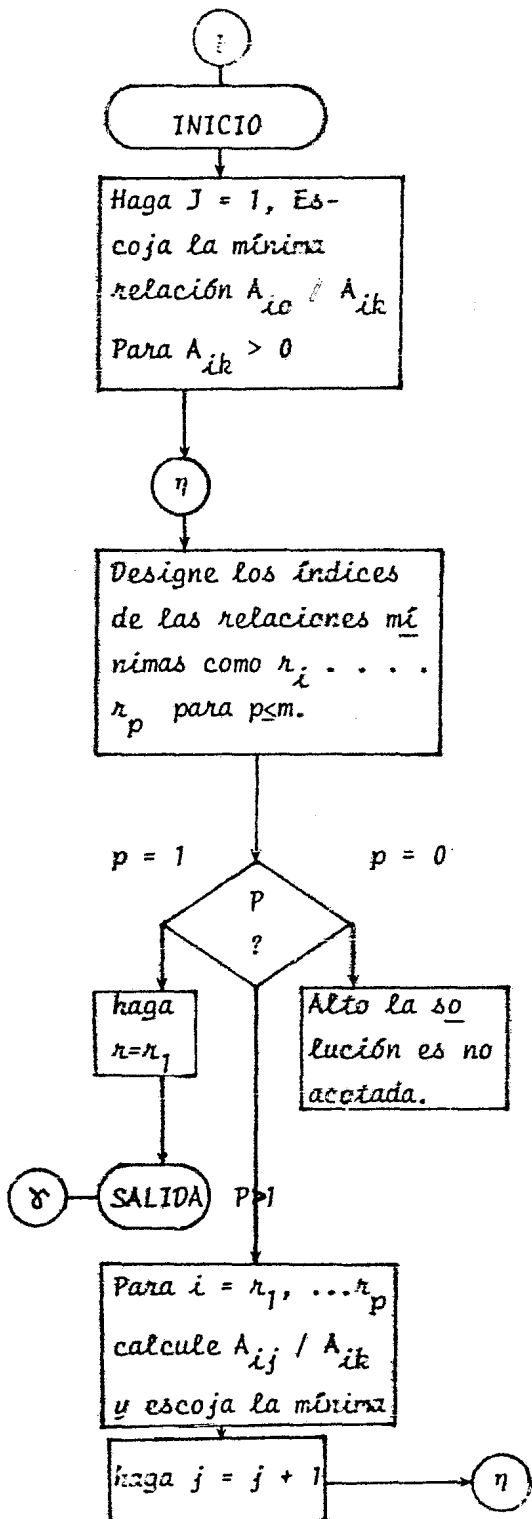 INICIO
Haga J = 1, Es-
coja la mínima
relación A_io / A_ik
Para A_ik > 0
η
Designe los índices
de las relaciones mí
nimas como r_i . . . .
r_p para p≤m.
p = 1
p = 0
P
?
haga
r=r_1
Alto la so
lución es no
acotada.
γ
SALIDA
P>1
Para i = r_1, ...r_p
calcule A_ij / A_ik
y escoja la mínima
haga j = j + 1
η